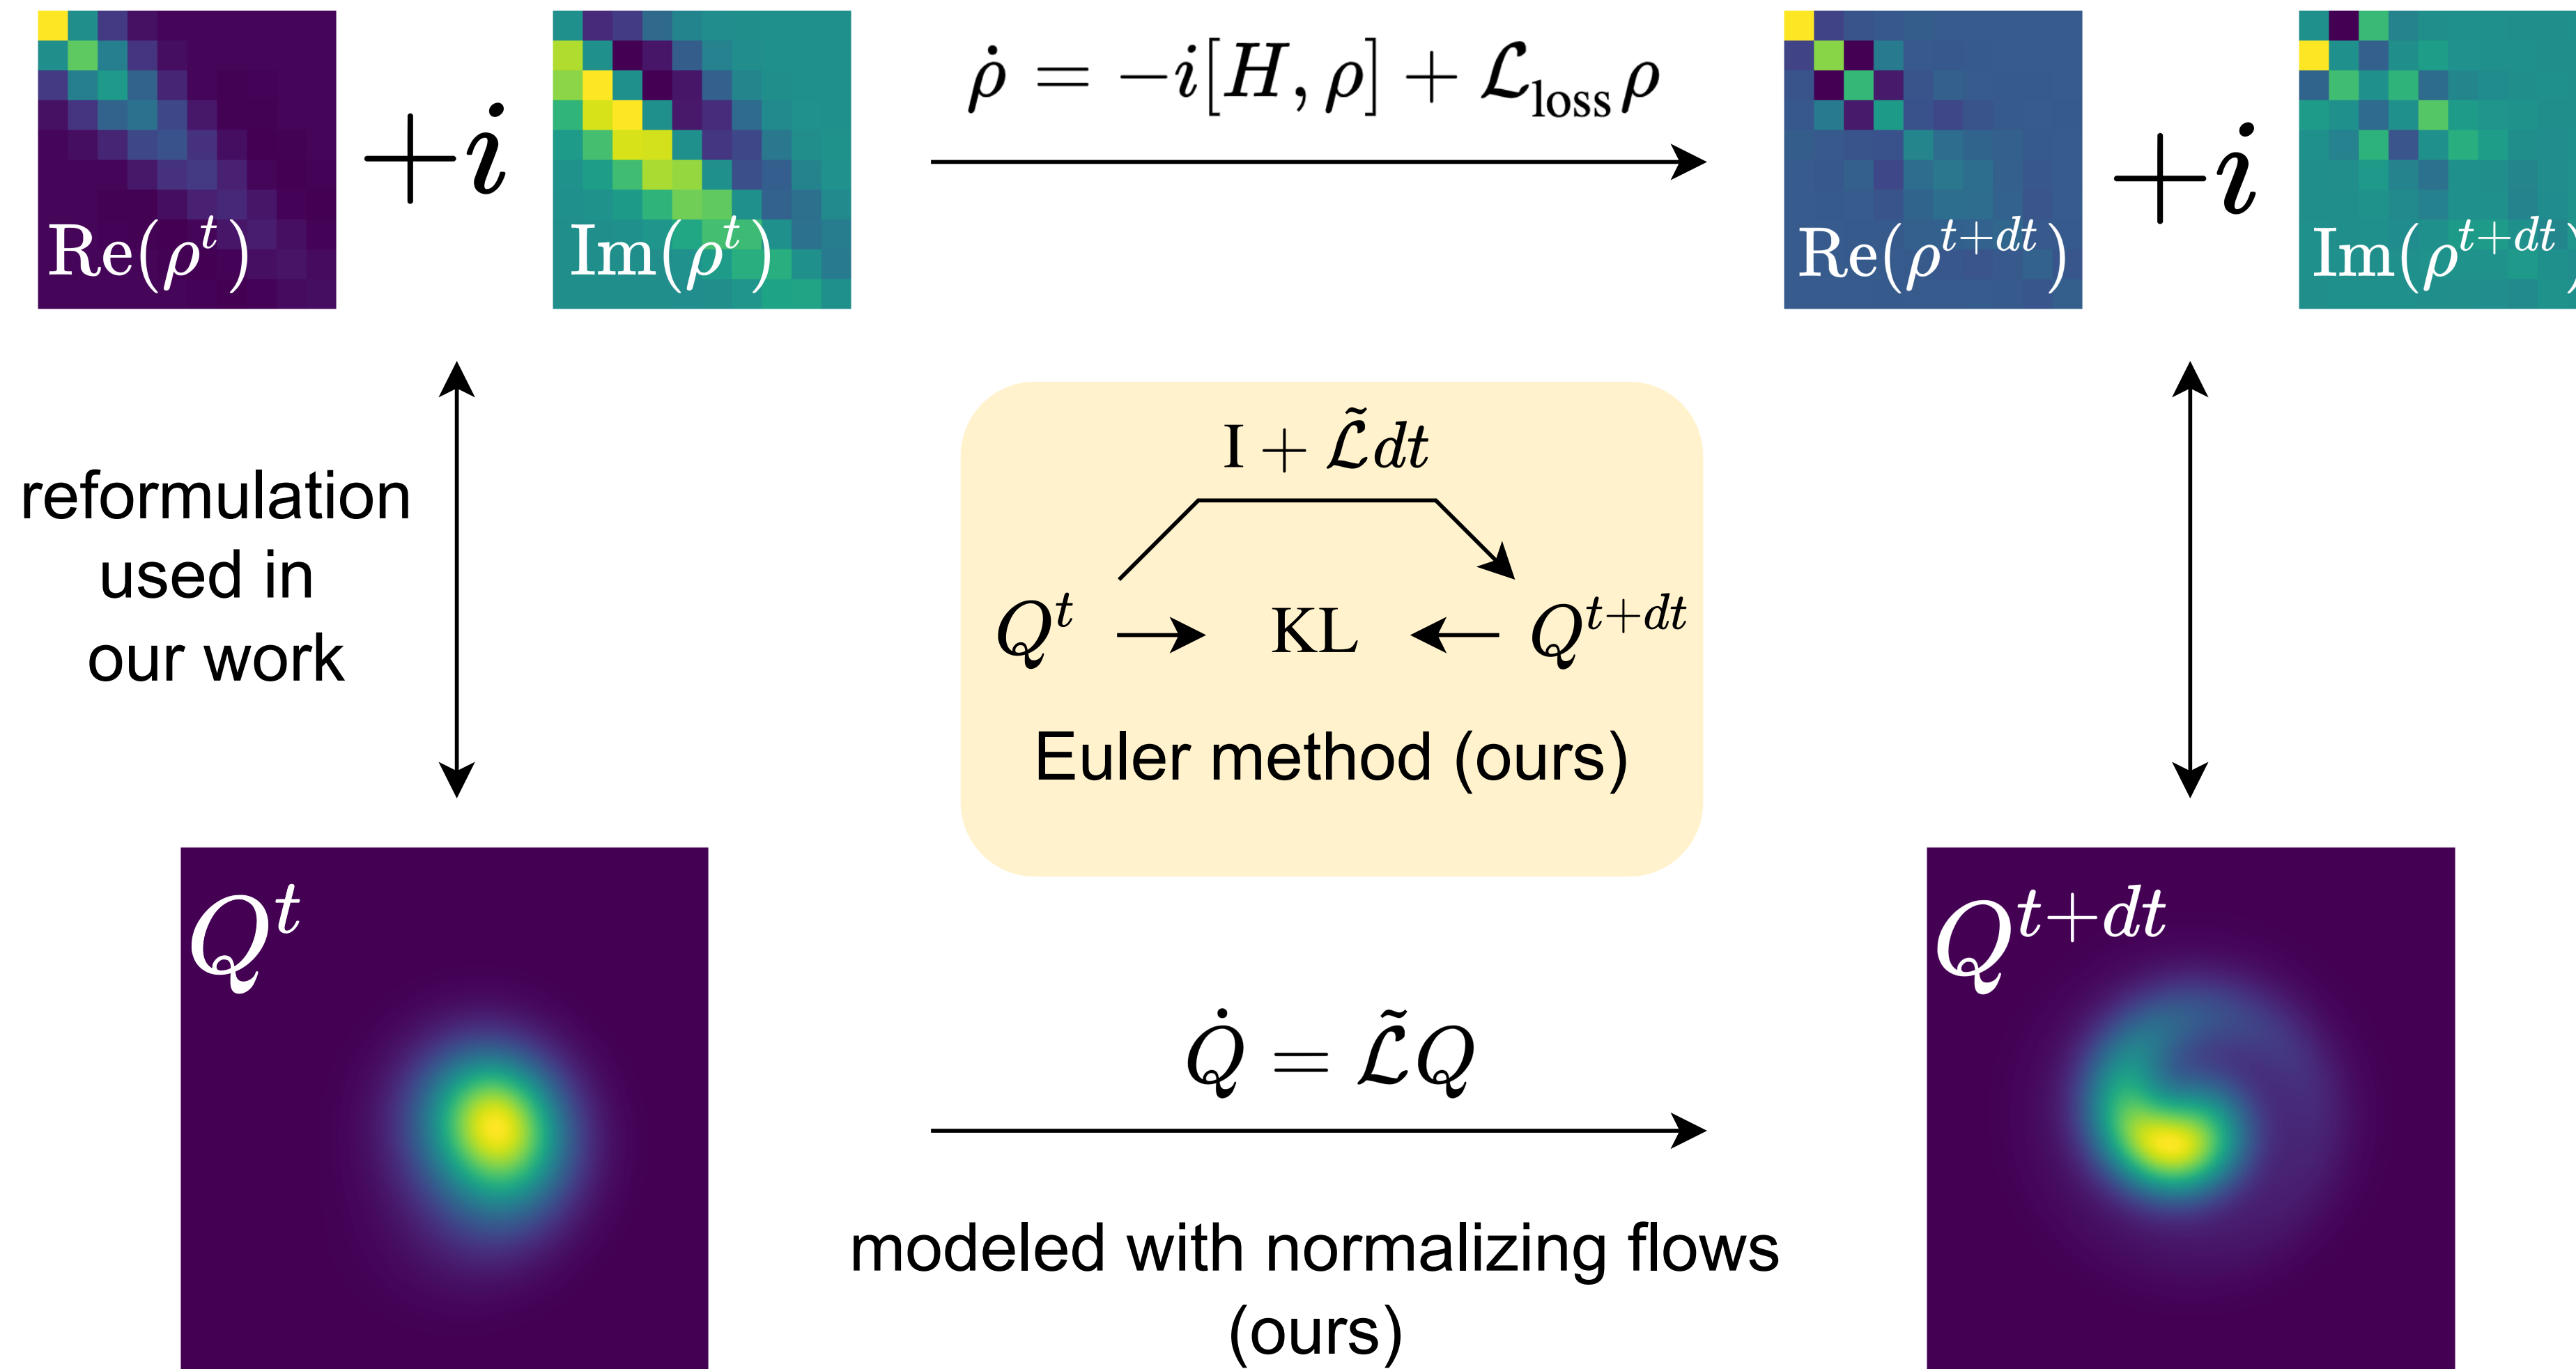 +i
ρ̇ = −i[H, ρ] + ℒ_loss ρ
+i
Re(ρ^t)
Im(ρ^t)
Re(ρ^{t+dt})
Im(ρ^{t+dt})
reformulation
used in
our work
I + ℒ̃dt
Q^t → KL ← Q^{t+dt}
Euler method (ours)
Q^t
Q^{t+dt}
Q̇ = ℒ̃Q
modeled with normalizing flows
(ours)